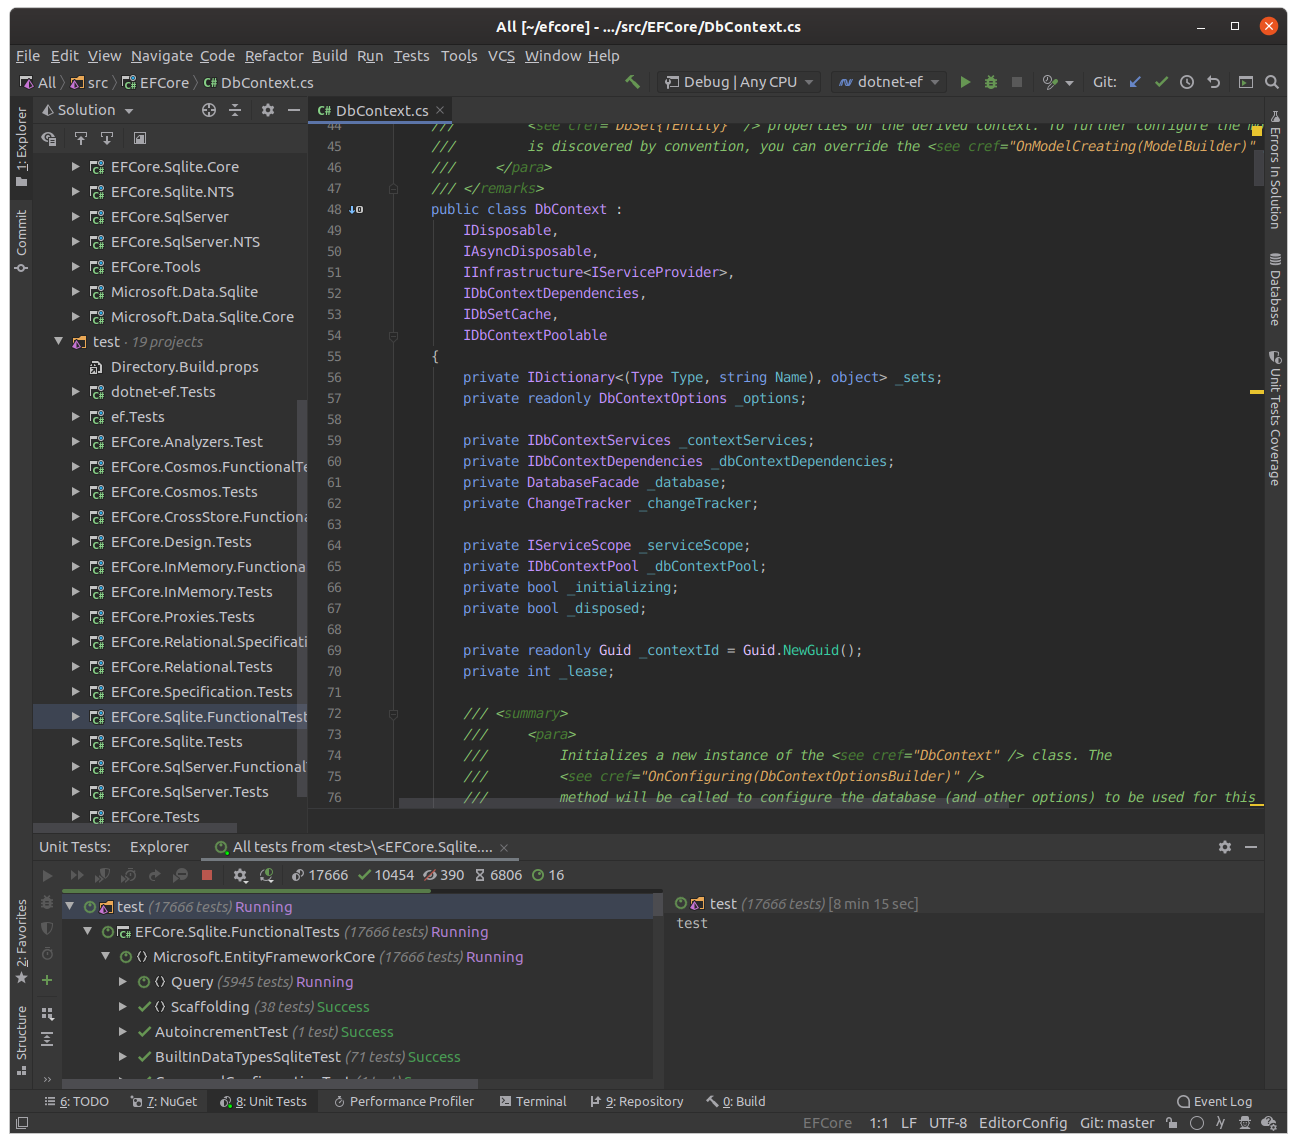 All [~/efcore] - .../src/EFCore/DbContext.cs
File Edit View Navigate Code Refactor Build Run Tests Tools VCS Window Help
All src EFCore C# DbContext.cs Debug | Any CPU dotnet-ef Git:
1: Explorer
Commit
2: Favorites
Structure
Solution
EFCore.Sqlite.Core
EFCore.Sqlite.NTS
EFCore.SqlServer
EFCore.SqlServer.NTS
EFCore.Tools
Microsoft.Data.Sqlite
Microsoft.Data.Sqlite.Core
test · 19 projects
Directory.Build.props
dotnet-ef.Tests
ef.Tests
EFCore.Analyzers.Test
EFCore.Cosmos.FunctionalTe
EFCore.Cosmos.Tests
EFCore.CrossStore.Functiona
EFCore.Design.Tests
EFCore.InMemory.Functiona
EFCore.InMemory.Tests
EFCore.Proxies.Tests
EFCore.Relational.Specificati
EFCore.Relational.Tests
EFCore.Specification.Tests
EFCore.Sqlite.FunctionalTest
EFCore.Sqlite.Tests
EFCore.SqlServer.Functional
EFCore.SqlServer.Tests
EFCore.Tests
C# DbContext.cs
44 /// <see cref="DbSet{TEntity}" /> properties on the derived context. To further configure the m
45 /// is discovered by convention, you can override the <see cref="OnModelCreating(ModelBuilder)"
46 /// </para>
47 /// </remarks>
48 public class DbContext :
49 IDisposable,
50 IAsyncDisposable,
51 IInfrastructure<IServiceProvider>,
52 IDbContextDependencies,
53 IDbSetCache,
54 IDbContextPoolable
55 {
56 private IDictionary<(Type Type, string Name), object> _sets;
57 private readonly DbContextOptions _options;
58
59 private IDbContextServices _contextServices;
60 private IDbContextDependencies _dbContextDependencies;
61 private DatabaseFacade _database;
62 private ChangeTracker _changeTracker;
63
64 private IServiceScope _serviceScope;
65 private IDbContextPool _dbContextPool;
66 private bool _initializing;
67 private bool _disposed;
68
69 private readonly Guid _contextId = Guid.NewGuid();
70 private int _lease;
71
72 /// <summary>
73 /// <para>
74 /// Initializes a new instance of the <see cref="DbContext" /> class. The
75 /// <see cref="OnConfiguring(DbContextOptionsBuilder)" />
76 /// method will be called to configure the database (and other options) to be used for this
Errors In Solution
Database
Unit Tests Coverage
Unit Tests: Explorer All tests from <test>\<EFCore.Sqlite....
17666 10454 390 6806 16
test (17666 tests) Running
EFCore.Sqlite.FunctionalTests (17666 tests) Running
Microsoft.EntityFrameworkCore (17666 tests) Running
Query (5945 tests) Running
Scaffolding (38 tests) Success
AutoincrementTest (1 test) Success
BuiltInDataTypesSqliteTest (71 tests) Success
test (17666 tests) [8 min 15 sec]
test
6: TODO 7: NuGet 8: Unit Tests Performance Profiler Terminal 9: Repository 0: Build Event Log
EFCore 1:1 LF UTF-8 EditorConfig Git: master